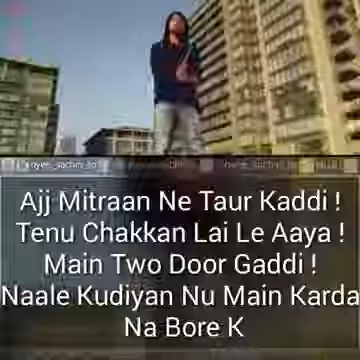 Ajj Mitraan Ne Taur Kaddi !
Tenu Chakkan Lai Le Aaya !
Main Two Door Gaddi !
Naale Kudiyan Nu Main Karda
Na Bore K